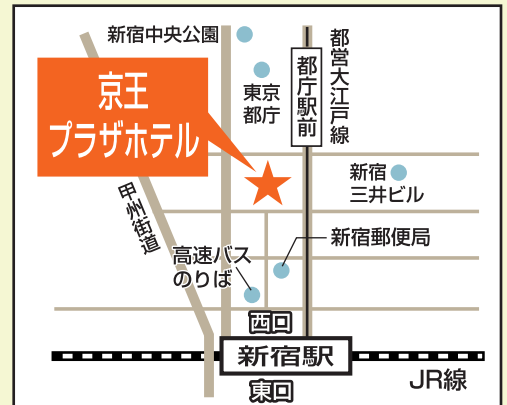 新宿中央公園
都営大江戸線
都庁駅前
東京
都庁
京王
プラザホテル
新宿
三井ビル
甲州街道
新宿郵便局
高速バス
のりば
西口
新宿駅
JR線
東口